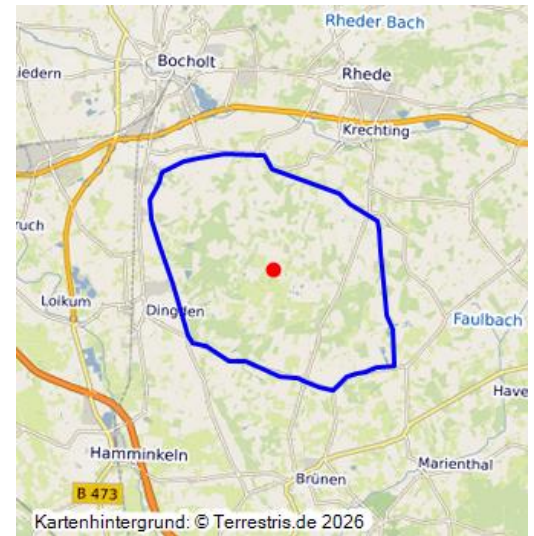 Rheder Bach
Bocholt
iedern
Rhede
Krechting
ruch
Loikum
Dingden
Faulbach
Have
Hamminkeln
Marienthal
Brünen
B 473
Kartenhintergrund: © Terrestris.de 2026